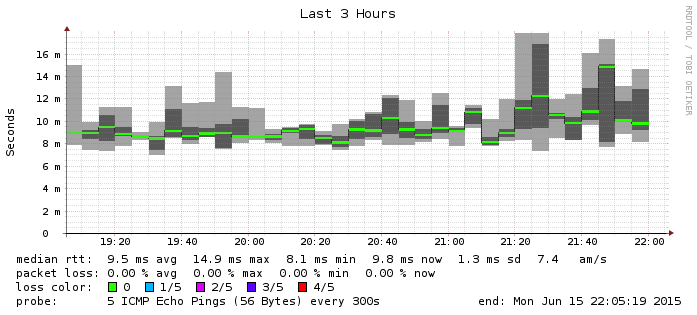 Last 3 Hours
RRDTOOL / TOBI OETIKER
Seconds
16 m
14 m
12 m
10 m
8 m
6 m
4 m
2 m
0
19:20 19:40 20:00 20:20 20:40 21:00 21:20 21:40 22:00
median rtt: 9.5 ms avg 14.9 ms max 8.1 ms min 9.8 ms now 1.3 ms sd 7.4 am/s
packet loss: 0.00 % avg 0.00 % max 0.00 % min 0.00 % now
loss color: 0 1/5 2/5 3/5 4/5
probe: 5 ICMP Echo Pings (56 Bytes) every 300s end: Mon Jun 15 22:05:19 2015